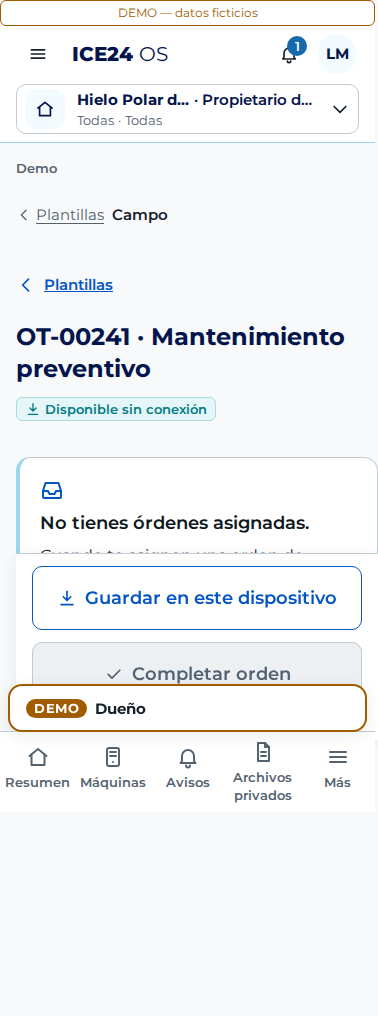 DEMO — datos ficticios
ICE24 OS
1
LM
Hielo Polar d... · Propietario d...
Todas · Todas
Demo
Plantillas Campo
Plantillas
OT-00241 · Mantenimiento
preventivo
Disponible sin conexión
No tienes órdenes asignadas.
Guardar en este dispositivo
Completar orden
DEMO Dueño
Resumen
Máquinas
Avisos
Archivos
privados
Más